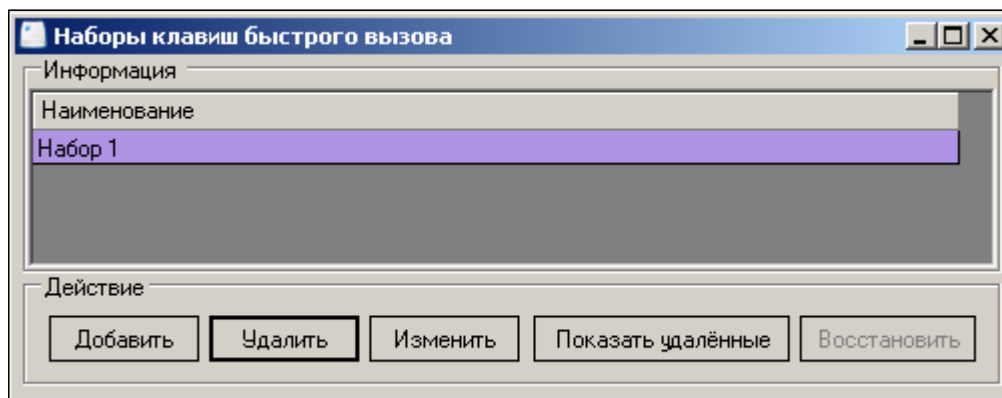 Наборы клавиш быстрого вызова
Информация
Наименование
Набор 1
Действие
Добавить Удалить Изменить Показать удалённые Восстановить